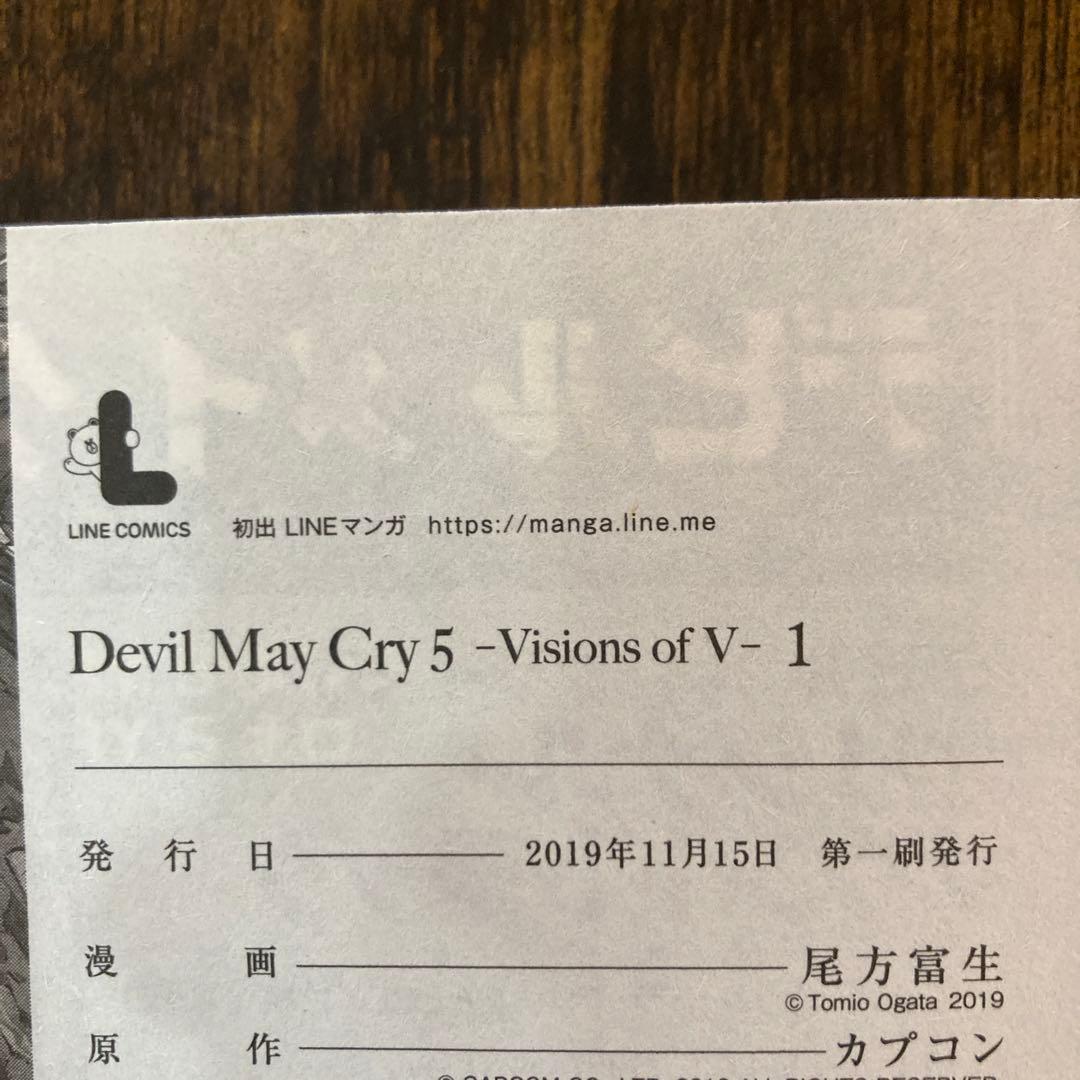 LINE COMICS 初出 LINEマンガ https://manga.line.me
Devil May Cry 5 -Visions of V- 1
発行日 2019年11月15日 第一刷発行
漫画 尾方富生
©Tomio Ogata 2019
原作 カプコン